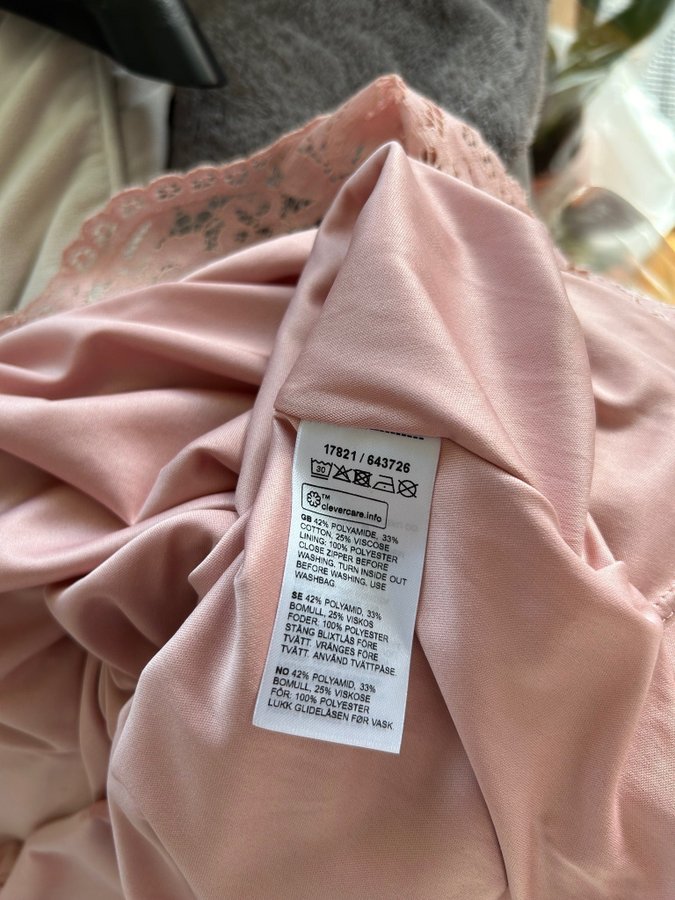 17821 / 643726
30
™
clevercare.info
GB 42% POLYAMIDE, 33%
COTTON, 25% VISCOSE
LINING: 100% POLYESTER
CLOSE ZIPPER BEFORE
WASHING. TURN INSIDE OUT
BEFORE WASHING. USE
WASHBAG
SE 42% POLYAMID, 33%
BOMULL, 25% VISKOS
FODER: 100% POLYESTER
STÄNG BLIXTLÅS FÖRE
TVÄTT. VRÄNGES FÖRE
TVÄTT. ANVÄND TVÄTTPÅSE.
NO 42% POLYAMID, 33%
BOMULL, 25% VISKOSE
FÔR: 100% POLYESTER
LUKK GLIDELÅSEN FØR VASK.